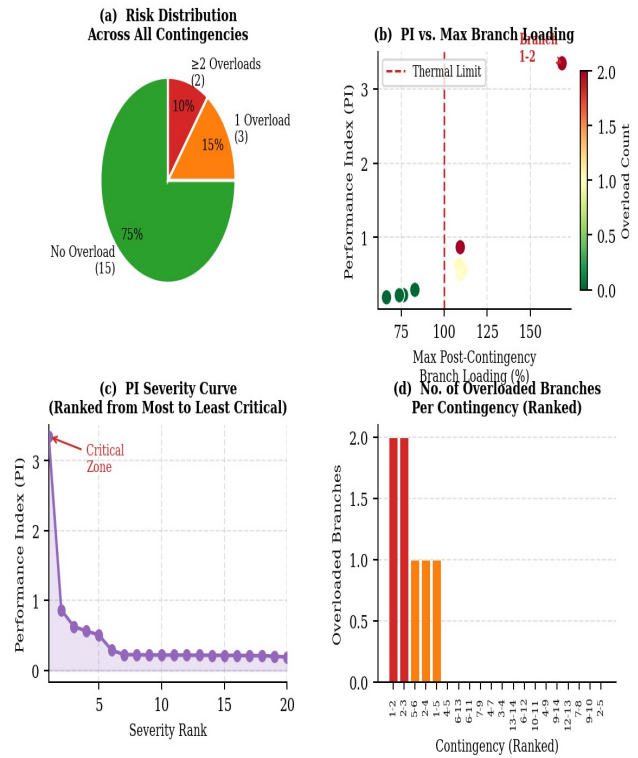 (a) Risk Distribution
Across All Contingencies
≥2 Overloads
(2)
10%
1 Overload
(3)
15%
75%
No Overload
(15)
(b) PI vs. Max Branch Loading
Branch
1-2
Thermal Limit
Performance Index (PI)
3
2
1
75
100
125
150
Max Post-Contingency
Branch Loading (%)
2.0
1.5
1.0
0.5
0.0
Overload Count
(c) PI Severity Curve
(Ranked from Most to Least Critical)
Critical
Zone
Performance Index (PI)
3
2
1
0
5
10
15
20
Severity Rank
(d) No. of Overloaded Branches
Per Contingency (Ranked)
Overloaded Branches
2.0
1.5
1.0
0.5
0.0
1-2
2-3
5-6
2-4
1-5
4-5
6-13
6-11
7-9
4-7
3-4
13-14
6-12
10-11
4-9
9-14
12-13
7-8
9-10
2-5
Contingency (Ranked)